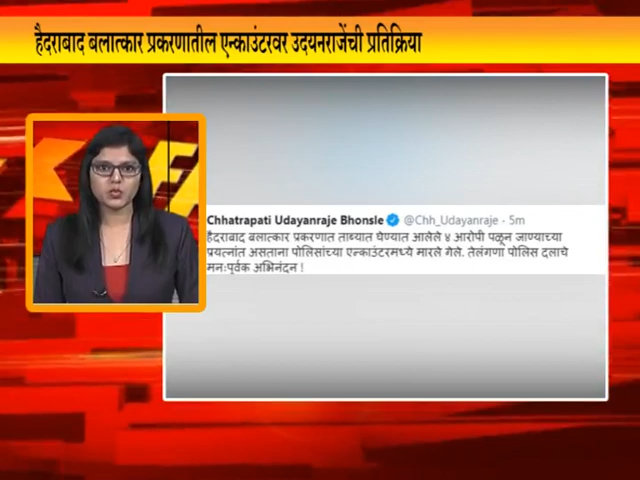 हैदराबाद बलात्कार प्रकरणातील एन्काउंटरवर उदयनराजेंची प्रतिक्रिया
Chhatrapati Udayanraje Bhonsle @Chh_Udayanraje - 5m
हैदराबाद बलात्कार प्रकरणात ताब्यात घेण्यात आलेले ४ आरोपी पळून जाण्याच्या
प्रयत्नांत असताना पोलिसांच्या एन्काउंटरमध्ये मारले गेले. तेलंगणा पोलिस दलाचे
मनःपूर्वक अभिनंदन !